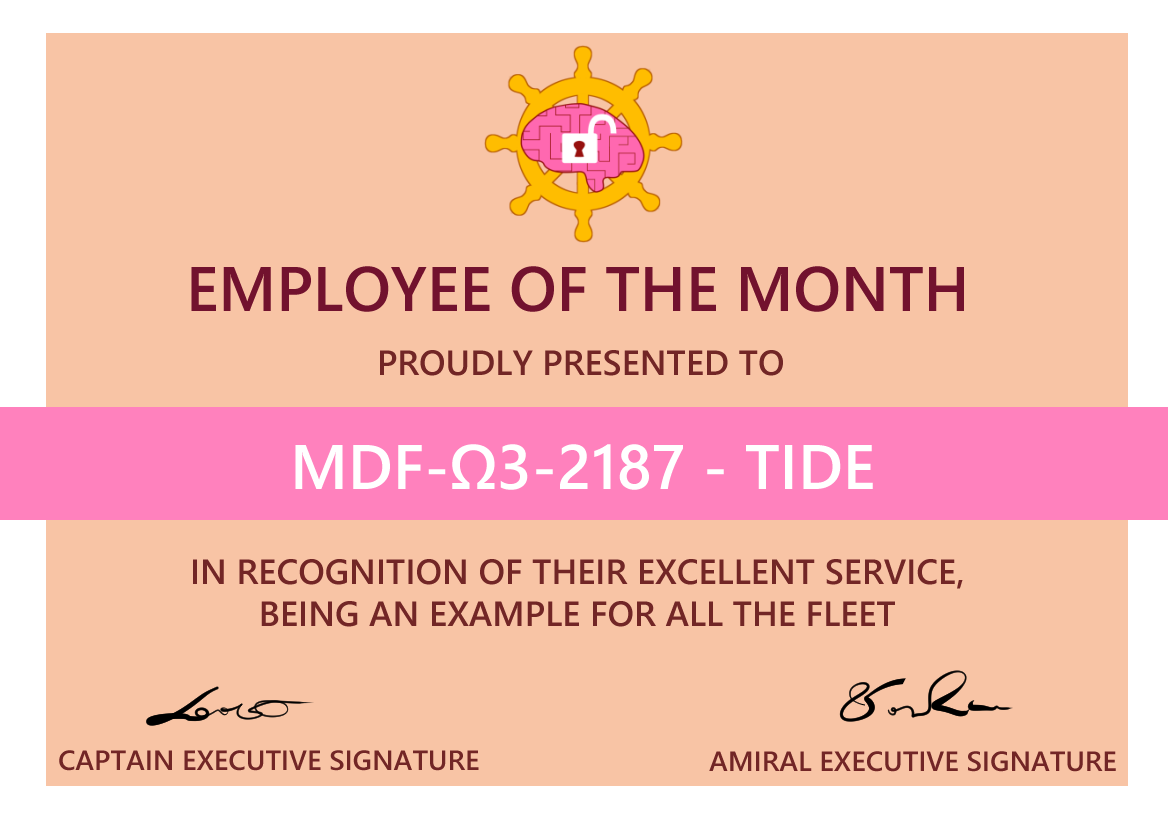 EMPLOYEE OF THE MONTH
PROUDLY PRESENTED TO
MDF-Ω3-2187 - TIDE
IN RECOGNITION OF THEIR EXCELLENT SERVICE,
BEING AN EXAMPLE FOR ALL THE FLEET
CAPTAIN EXECUTIVE SIGNATURE
AMIRAL EXECUTIVE SIGNATURE